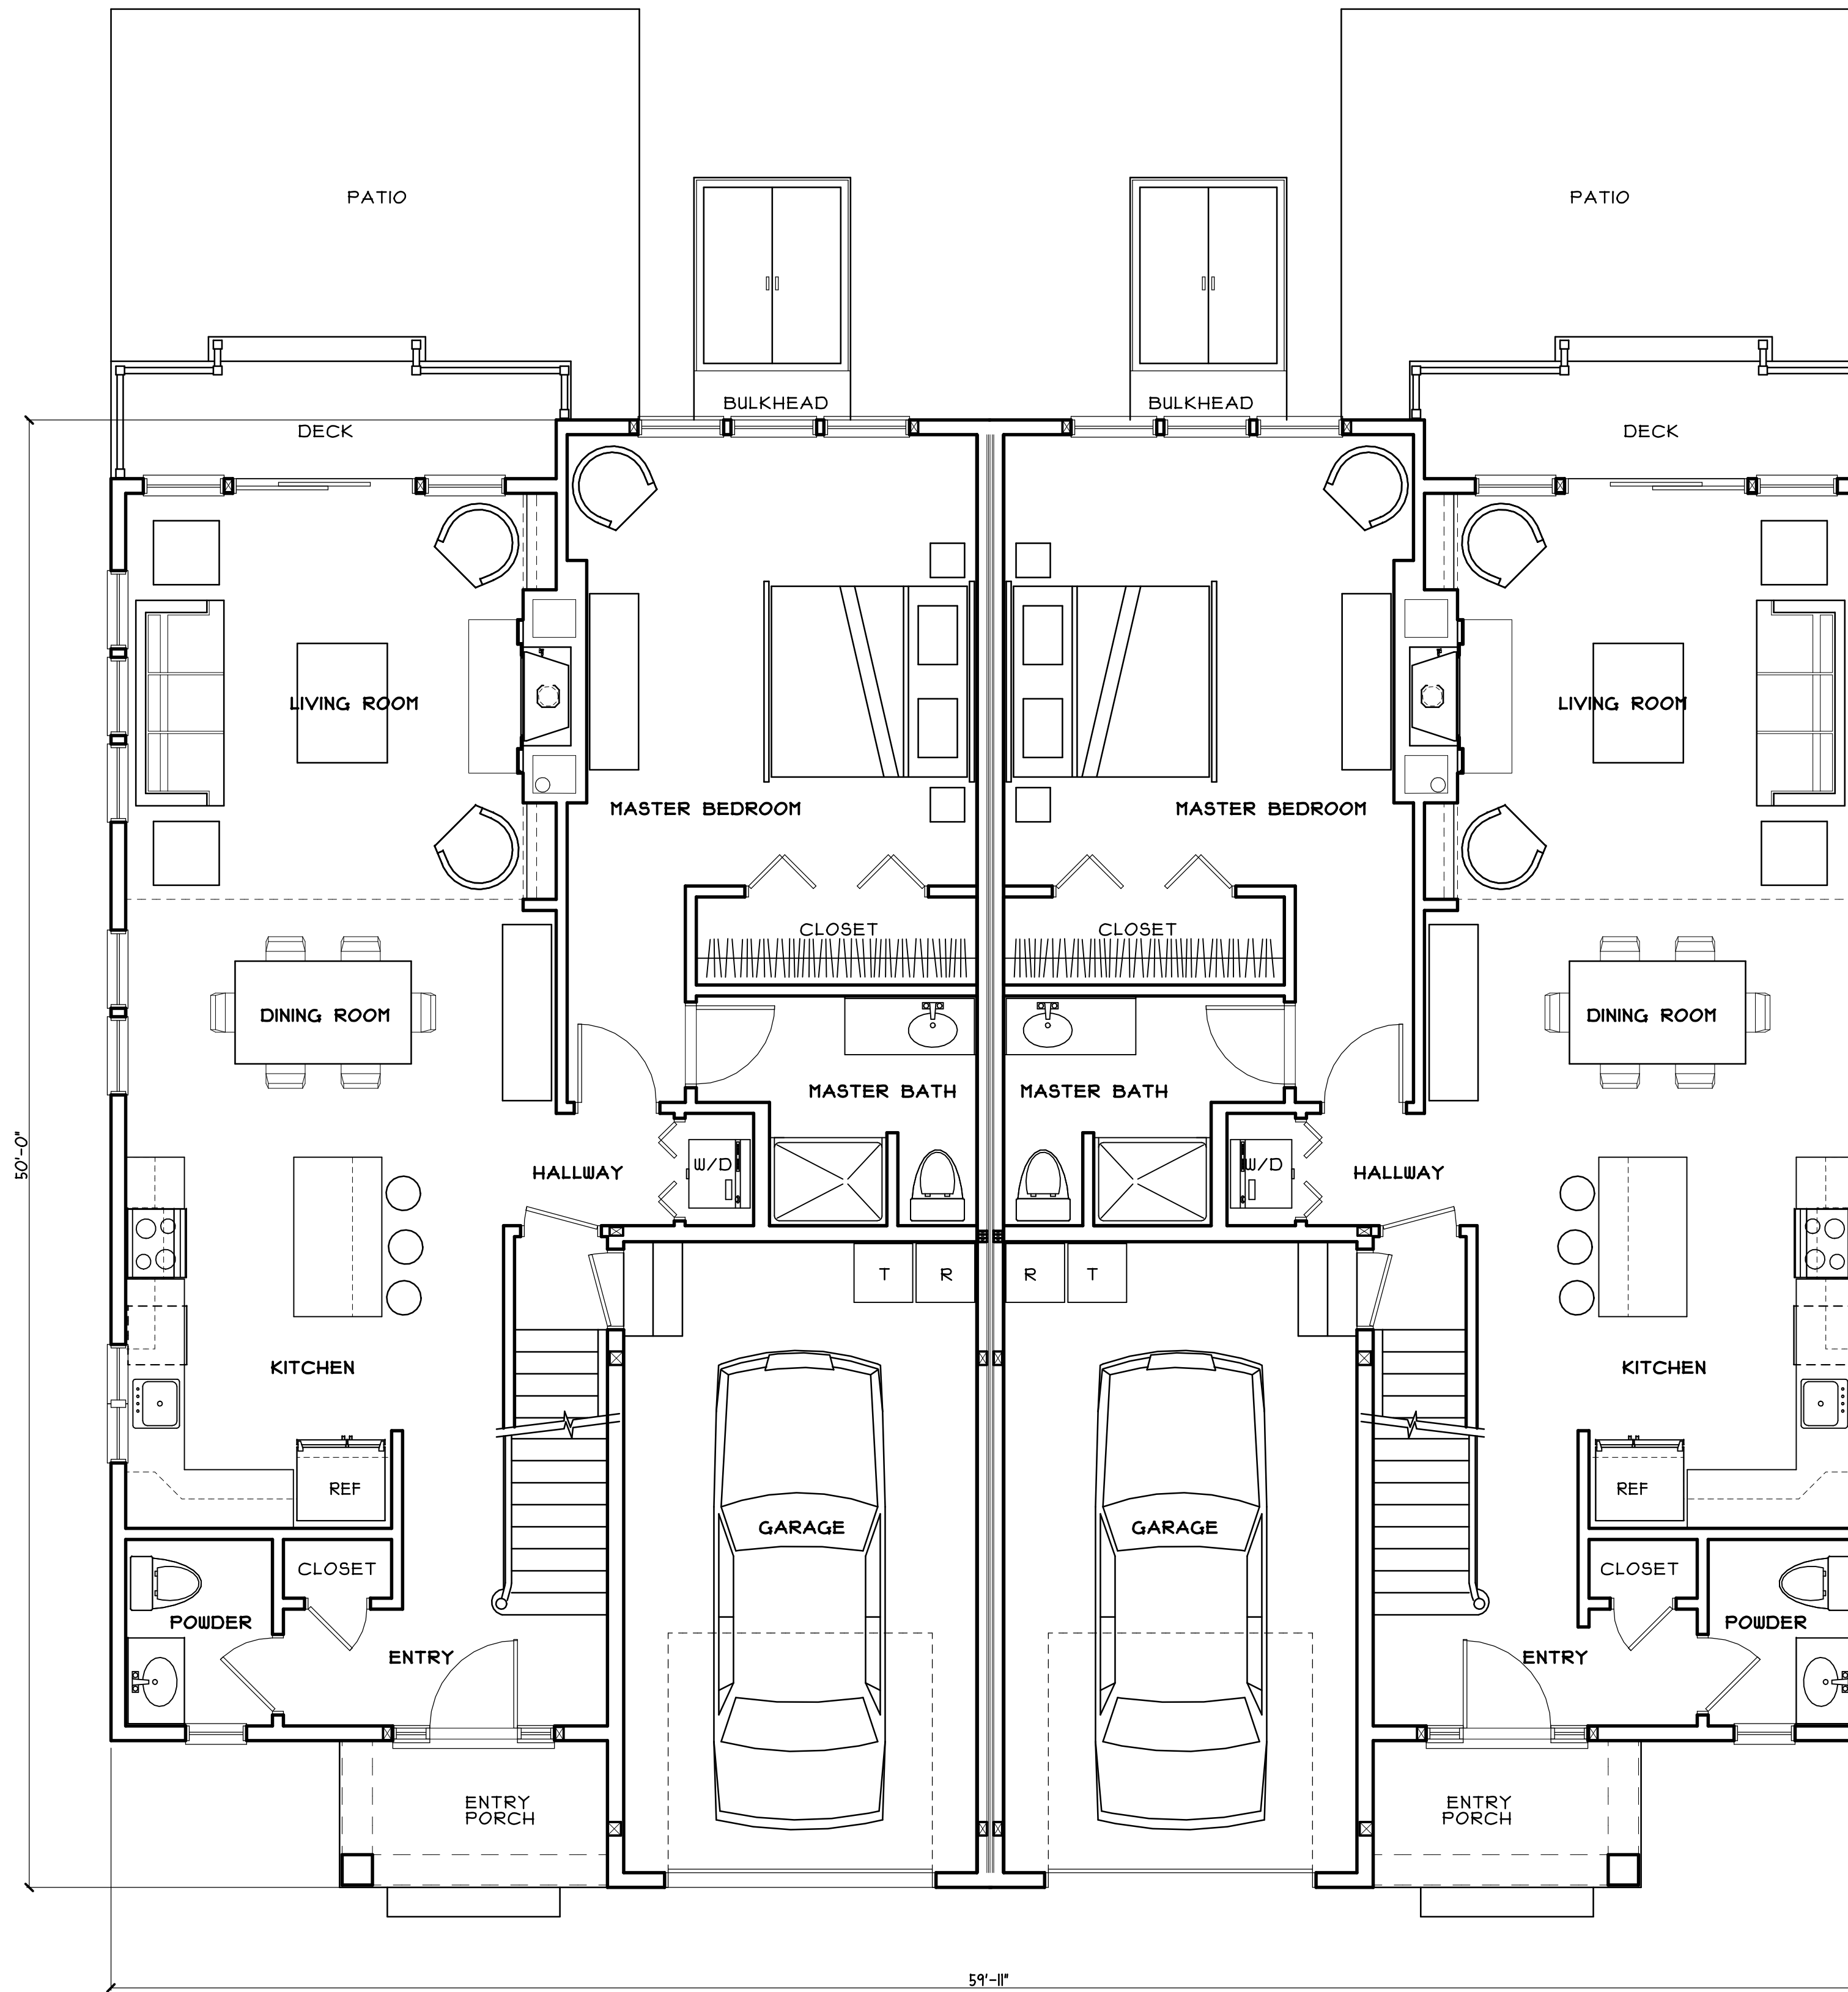 PATIO
PATIO
BULKHEAD
BULKHEAD
DECK
DECK
LIVING ROOM
LIVING ROOM
MASTER BEDROOM
MASTER BEDROOM
CLOSET
CLOSET
DINING ROOM
DINING ROOM
MASTER BATH
MASTER BATH
50'-0"
HALLWAY
W/D
W/D
HALLWAY
T
R
R
T
KITCHEN
KITCHEN
REF
REF
GARAGE
GARAGE
CLOSET
CLOSET
POWDER
POWDER
ENTRY
ENTRY
ENTRY
PORCH
ENTRY
PORCH
59'-11"